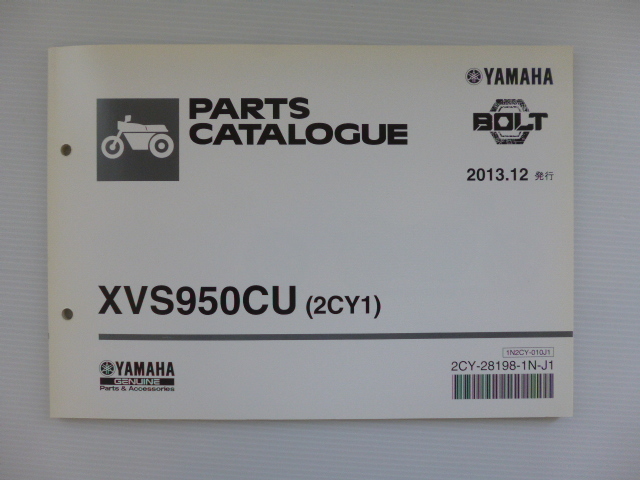 YAMAHA
PARTS
CATALOGUE
BOLT
2013.12 発行
XVS950CU (2CY1)
YAMAHA
GENUINE
Parts & Accessories
1N2CY-010J1
2CY-28198-1N-J1